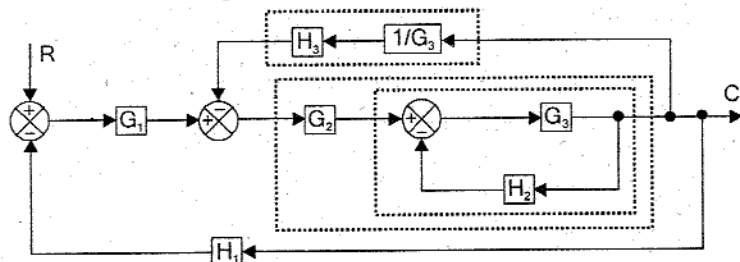 H₃
1/G₃
R
C
+
−
G₁
+
−
G₂
+
−
G₃
H₂
H₁